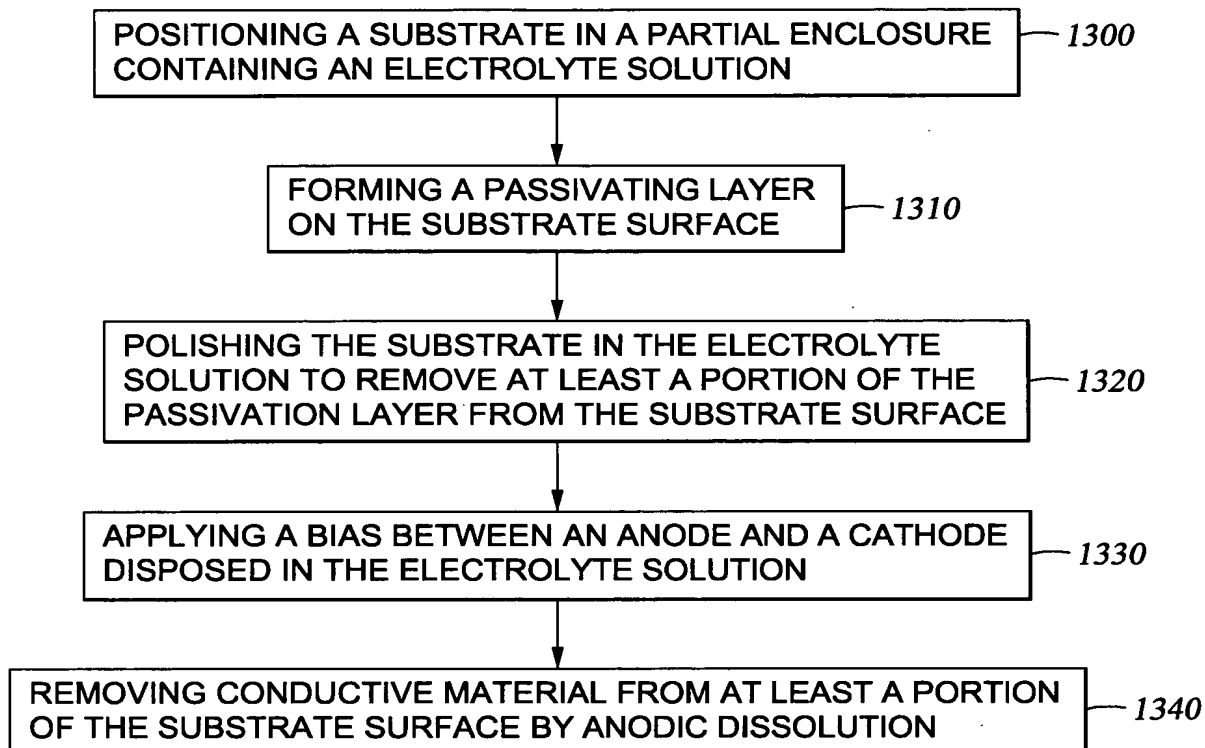 POSITIONING A SUBSTRATE IN A PARTIAL ENCLOSURE
CONTAINING AN ELECTROLYTE SOLUTION
1300
FORMING A PASSIVATING LAYER
ON THE SUBSTRATE SURFACE
1310
POLISHING THE SUBSTRATE IN THE ELECTROLYTE
SOLUTION TO REMOVE AT LEAST A PORTION OF THE
PASSIVATION LAYER FROM THE SUBSTRATE SURFACE
1320
APPLYING A BIAS BETWEEN AN ANODE AND A CATHODE
DISPOSED IN THE ELECTROLYTE SOLUTION
1330
REMOVING CONDUCTIVE MATERIAL FROM AT LEAST A PORTION
OF THE SUBSTRATE SURFACE BY ANODIC DISSOLUTION
1340